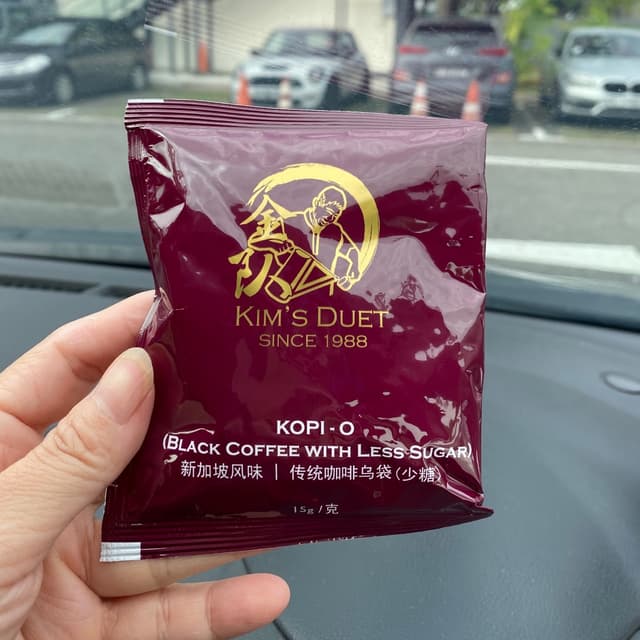 金
KIM'S DUET
SINCE 1988
KOPI - O
(BLACK COFFEE WITH LESS SUGAR)
新加坡风味 | 传统咖啡乌袋(少糖)
15g /克